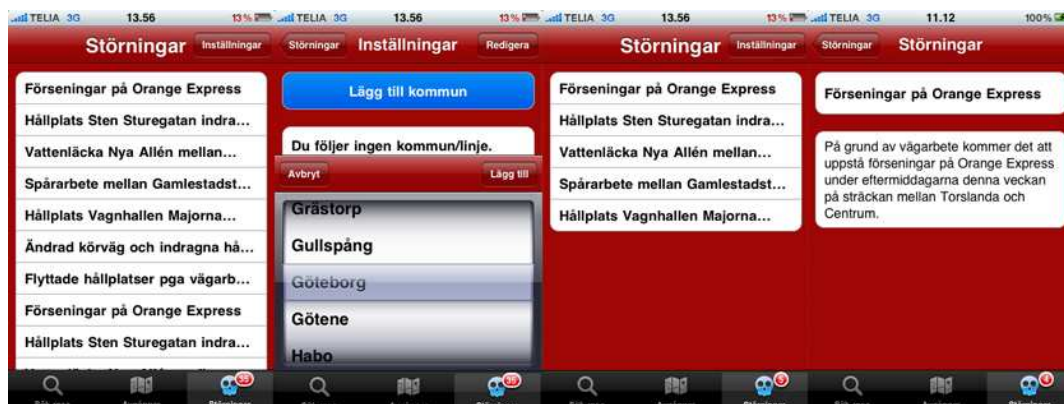 TELIA 3G 13.56 13%
Störningar Inställningar
Förseningar på Orange Express
Hållplats Sten Sturegatan indra...
Vattenläcka Nya Allén mellan...
Spårarbete mellan Gamlestadst...
Hållplats Vagnhallen Majorna...
Ändrad körväg och indragna hå...
Flyttade hållplatser pga vägarb...
Förseningar på Orange Express
Hållplats Sten Sturegatan indra...
35
TELIA 3G 13.56 13%
Störningar Inställningar Redigera
Lägg till kommun
Du följer ingen kommun/linje.
Avbryt Lägg till
Grästorp
Gullspång
Göteborg
Götene
Habo
35
TELIA 3G 13.56 13%
Störningar Inställningar
Förseningar på Orange Express
Hållplats Sten Sturegatan indra...
Vattenläcka Nya Allén mellan...
Spårarbete mellan Gamlestadst...
Hållplats Vagnhallen Majorna...
5
TELIA 3G 11.12 100%
Störningar Störningar
Förseningar på Orange Express
På grund av vägarbete kommer det att
uppstå förseningar på Orange Express
under eftermiddagarna denna veckan
på sträckan mellan Torslanda och
Centrum.
4